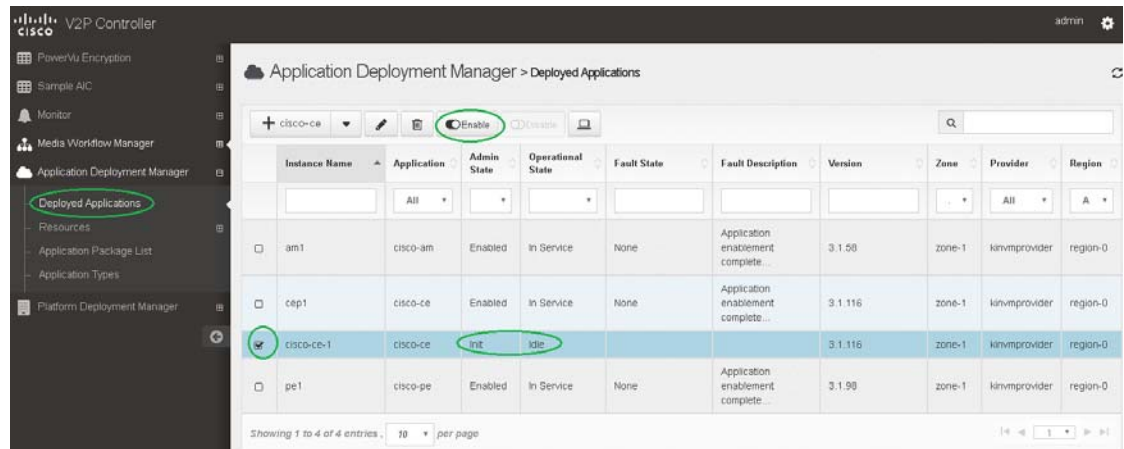 cisco V2P Controller
admin
PowerVu Encryption
Sample AIC
Monitor
Media Workflow Manager
Application Deployment Manager
Deployed Applications
Resources
Application Package List
Application Types
Platform Deployment Manager
Application Deployment Manager > Deployed Applications
+ cisco-ce Enable Disable
Instance Name Application Admin State Operational State Fault State Fault Description Version Zone Provider Region
All . All A
am1 cisco-am Enabled In Service None Application enablement complete... 3.1.58 zone-1 kinvmprovider region-0
cep1 cisco-ce Enabled In Service None Application enablement complete... 3.1.116 zone-1 kinvmprovider region-0
cisco-ce-1 cisco-ce Init Idle 3.1.116 zone-1 kinvmprovider region-0
pe1 cisco-pe Enabled In Service None Application enablement complete... 3.1.98 zone-1 kinvmprovider region-0
Showing 1 to 4 of 4 entries , 10 per page
1